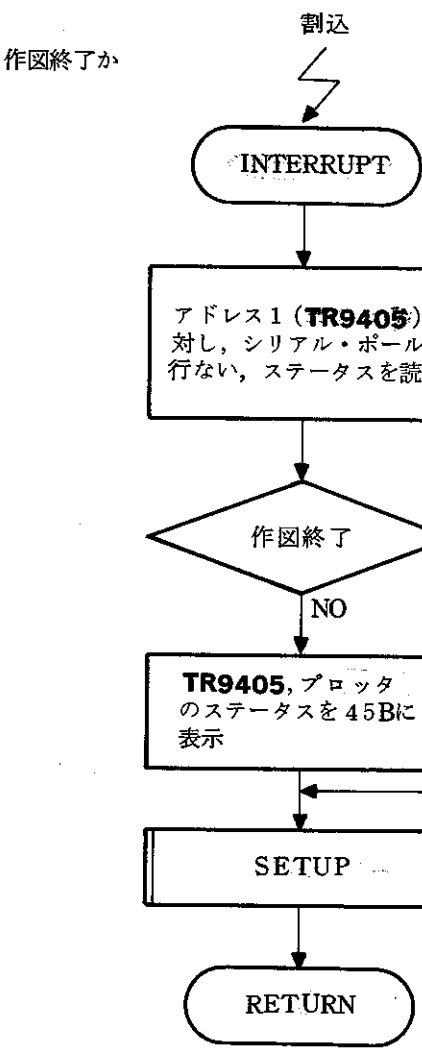 割込
作図終了か
INTERRUPT
アドレス1(TR9405)
対し,シリアル・ポール
行ない,ステータスを読
作図終了
NO
TR9405,プロッタ
のステータスを45Bに
表示
SETUP
RETURN